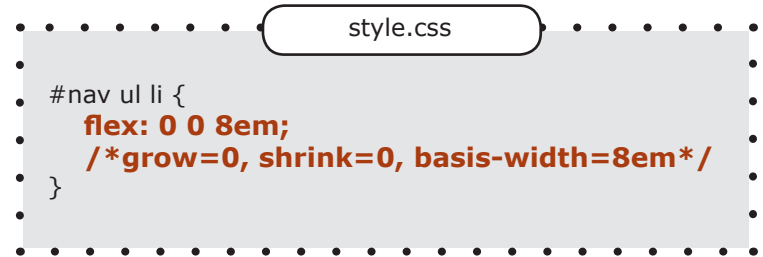 style.css
#nav ul li {
flex: 0 0 8em;
/*grow=0, shrink=0, basis-width=8em*/
}